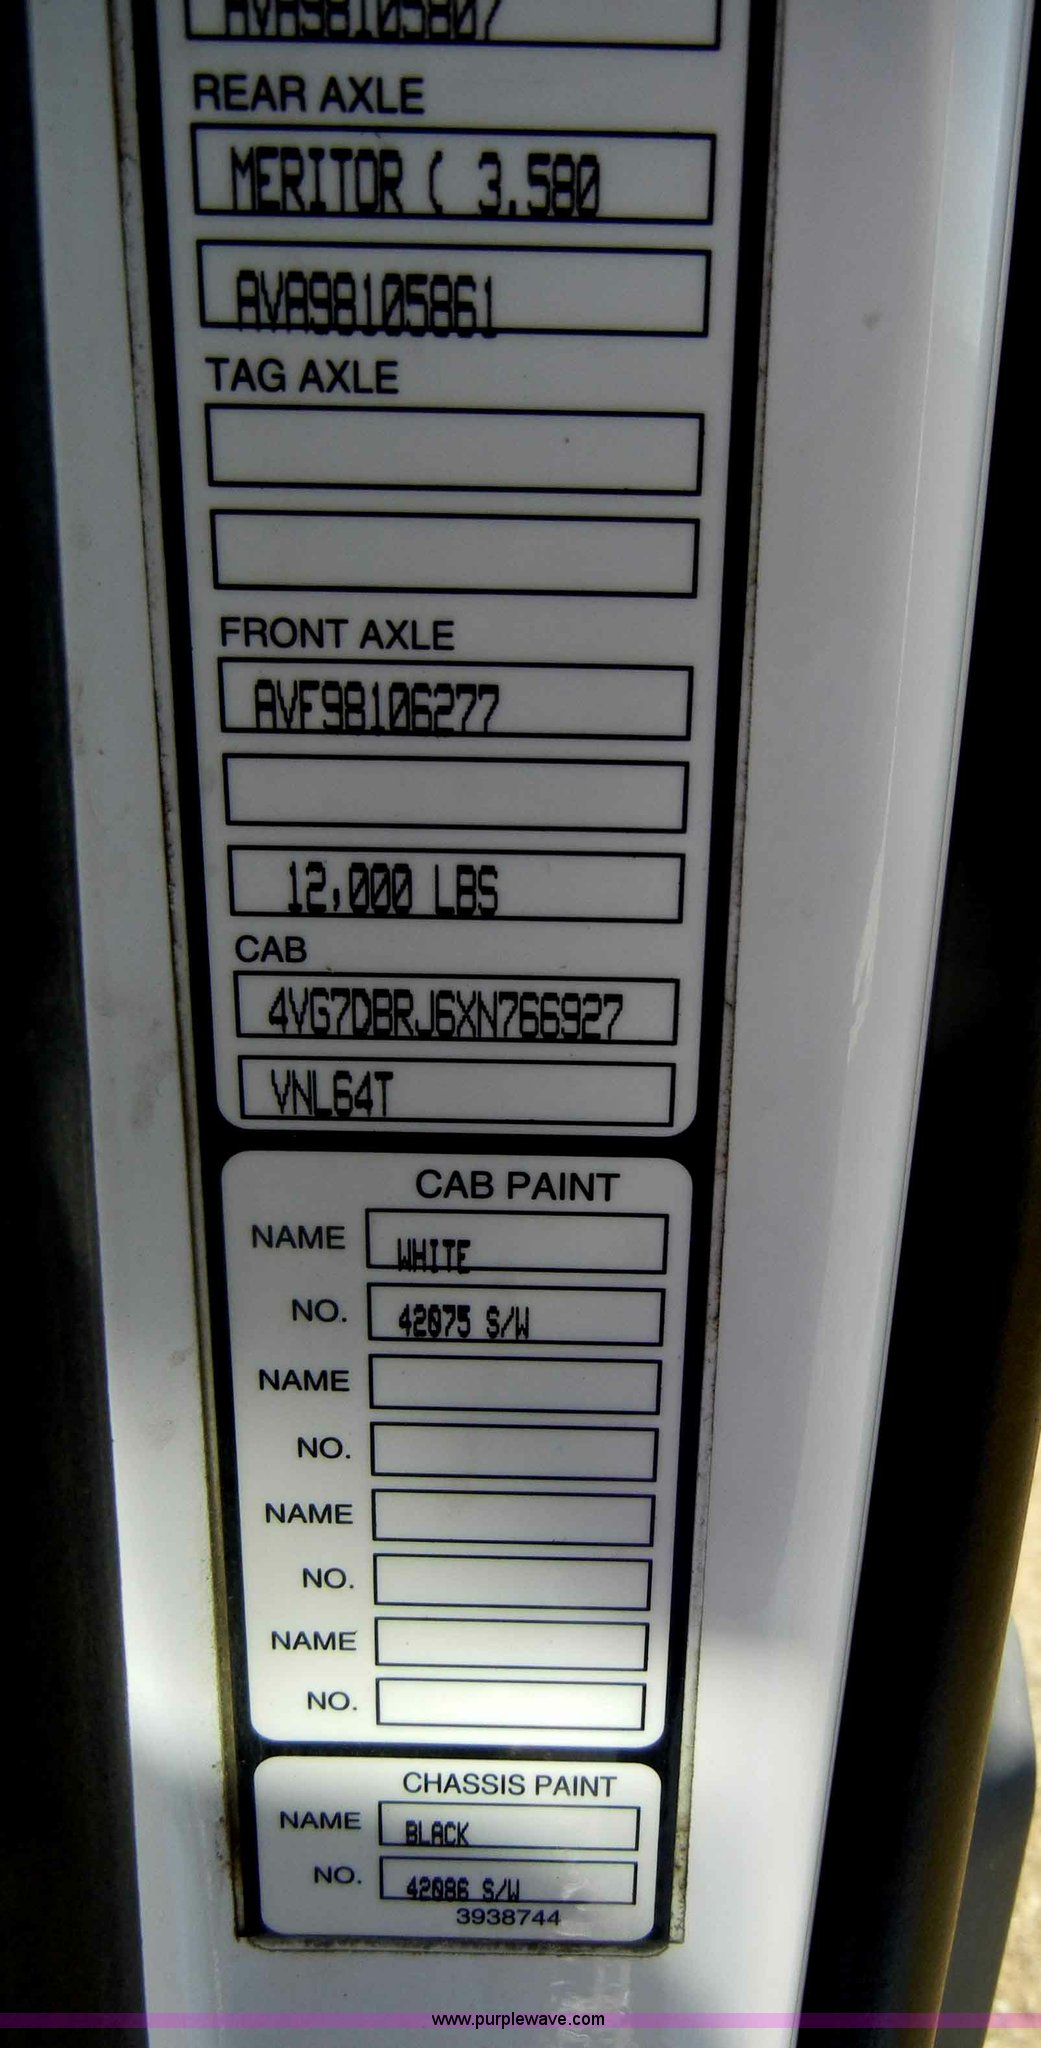 AVA98105807
REAR AXLE
MERITOR ( 3.580
AVA98105861
TAG AXLE
FRONT AXLE
AVF98106277
12,000 LBS
CAB
4VG7DBRJ6XN766927
VNL64T
CAB PAINT
NAME WHITE
NO. 42075 S/W
NAME
NO.
NAME
NO.
NAME
NO.
CHASSIS PAINT
NAME BLACK
NO. 42086 S/W
3938744
www.purplewave.com